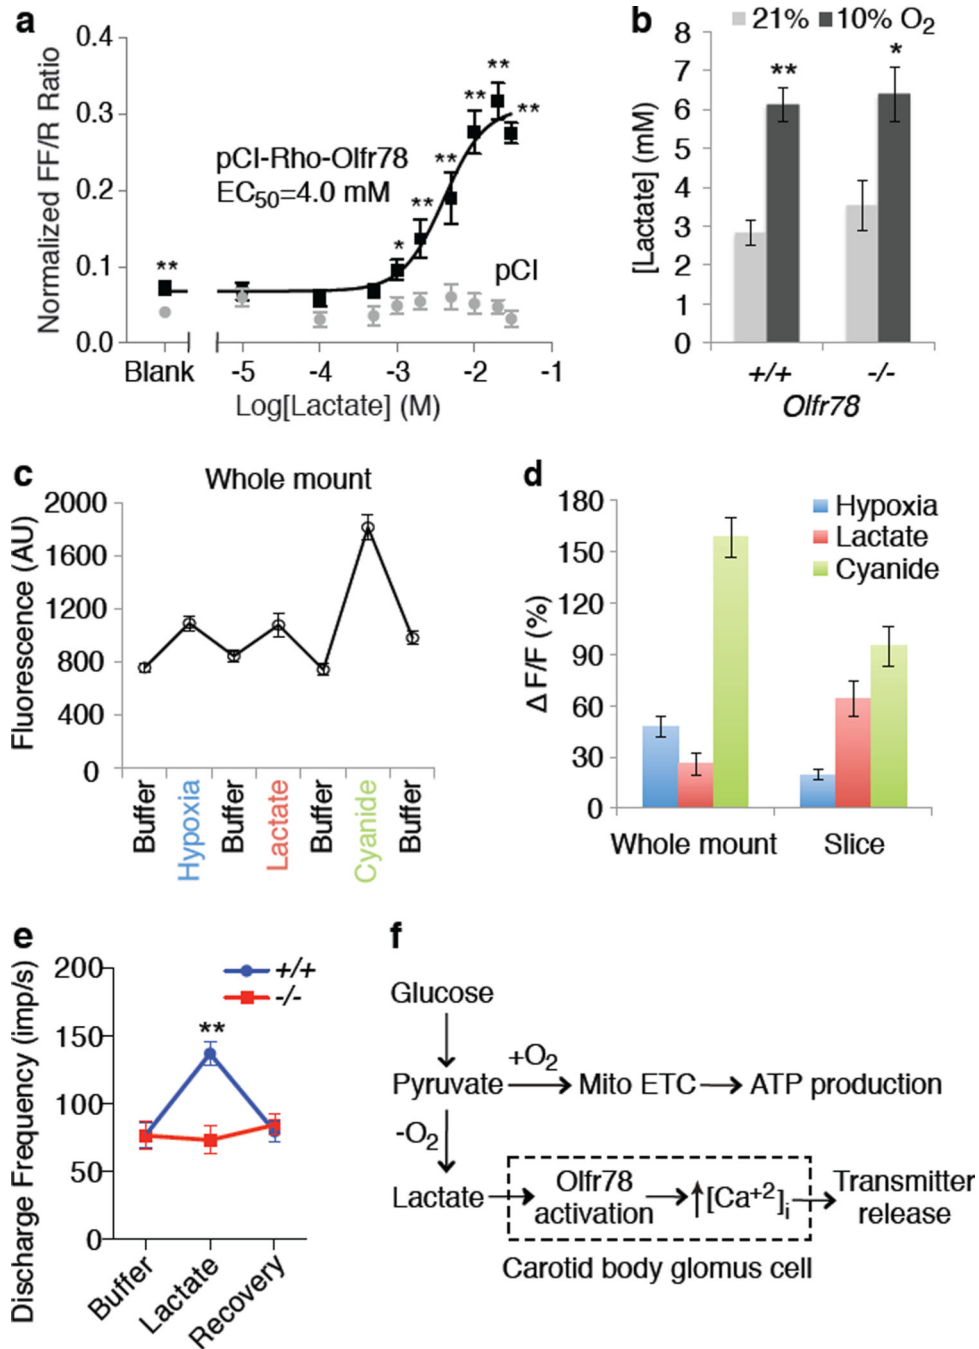 a
Normalized FF/R Ratio
0.4
0.3
0.2
0.1
0.0
pCI-Rho-Olfr78
EC50=4.0 mM
pCI
**
*
**
**
**
**
**
**
Blank
-5
-4
-3
-2
-1
Log[Lactate] (M)
b
21%
10% O2
[Lactate] (mM)
8
7
6
5
4
3
2
1
0
**
*
+/+
-/-
Olfr78
c
Whole mount
Fluorescence (AU)
2000
1600
1200
800
400
0
Buffer
Hypoxia
Buffer
Lactate
Buffer
Cyanide
Buffer
d
Δ F/F (%)
180
150
120
90
60
30
0
Hypoxia
Lactate
Cyanide
Whole mount
Slice
e
Discharge Frequency (imp/s)
200
150
100
50
0
+/+
-/-
**
Buffer
Lactate
Recovery
f
Glucose
+O2
Pyruvate
Mito ETC
ATP production
-O2
Lactate
Olfr78
activation
[Ca+2]i
Transmitter
release
Carotid body glomus cell